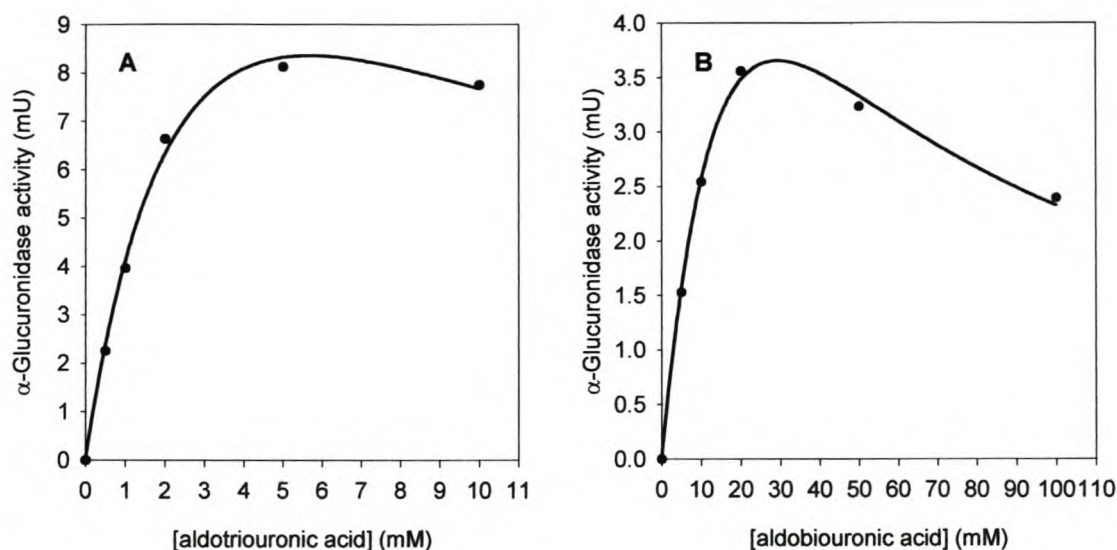 A
α-Glucuronidase activity (mU)
9
8
7
6
5
4
3
2
1
0
0 1 2 3 4 5 6 7 8 9 10 11
[aldotriouronic acid] (mM)
B
α-Glucuronidase activity (mU)
4.0
3.5
3.0
2.5
2.0
1.5
1.0
0.5
0.0
0 10 20 30 40 50 60 70 80 90 100 110
[aldobiouronic acid] (mM)